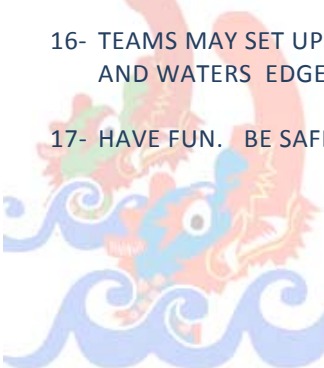 16- TEAMS MAY SET UP
AND WATERS EDGE
17- HAVE FUN. BE SAF